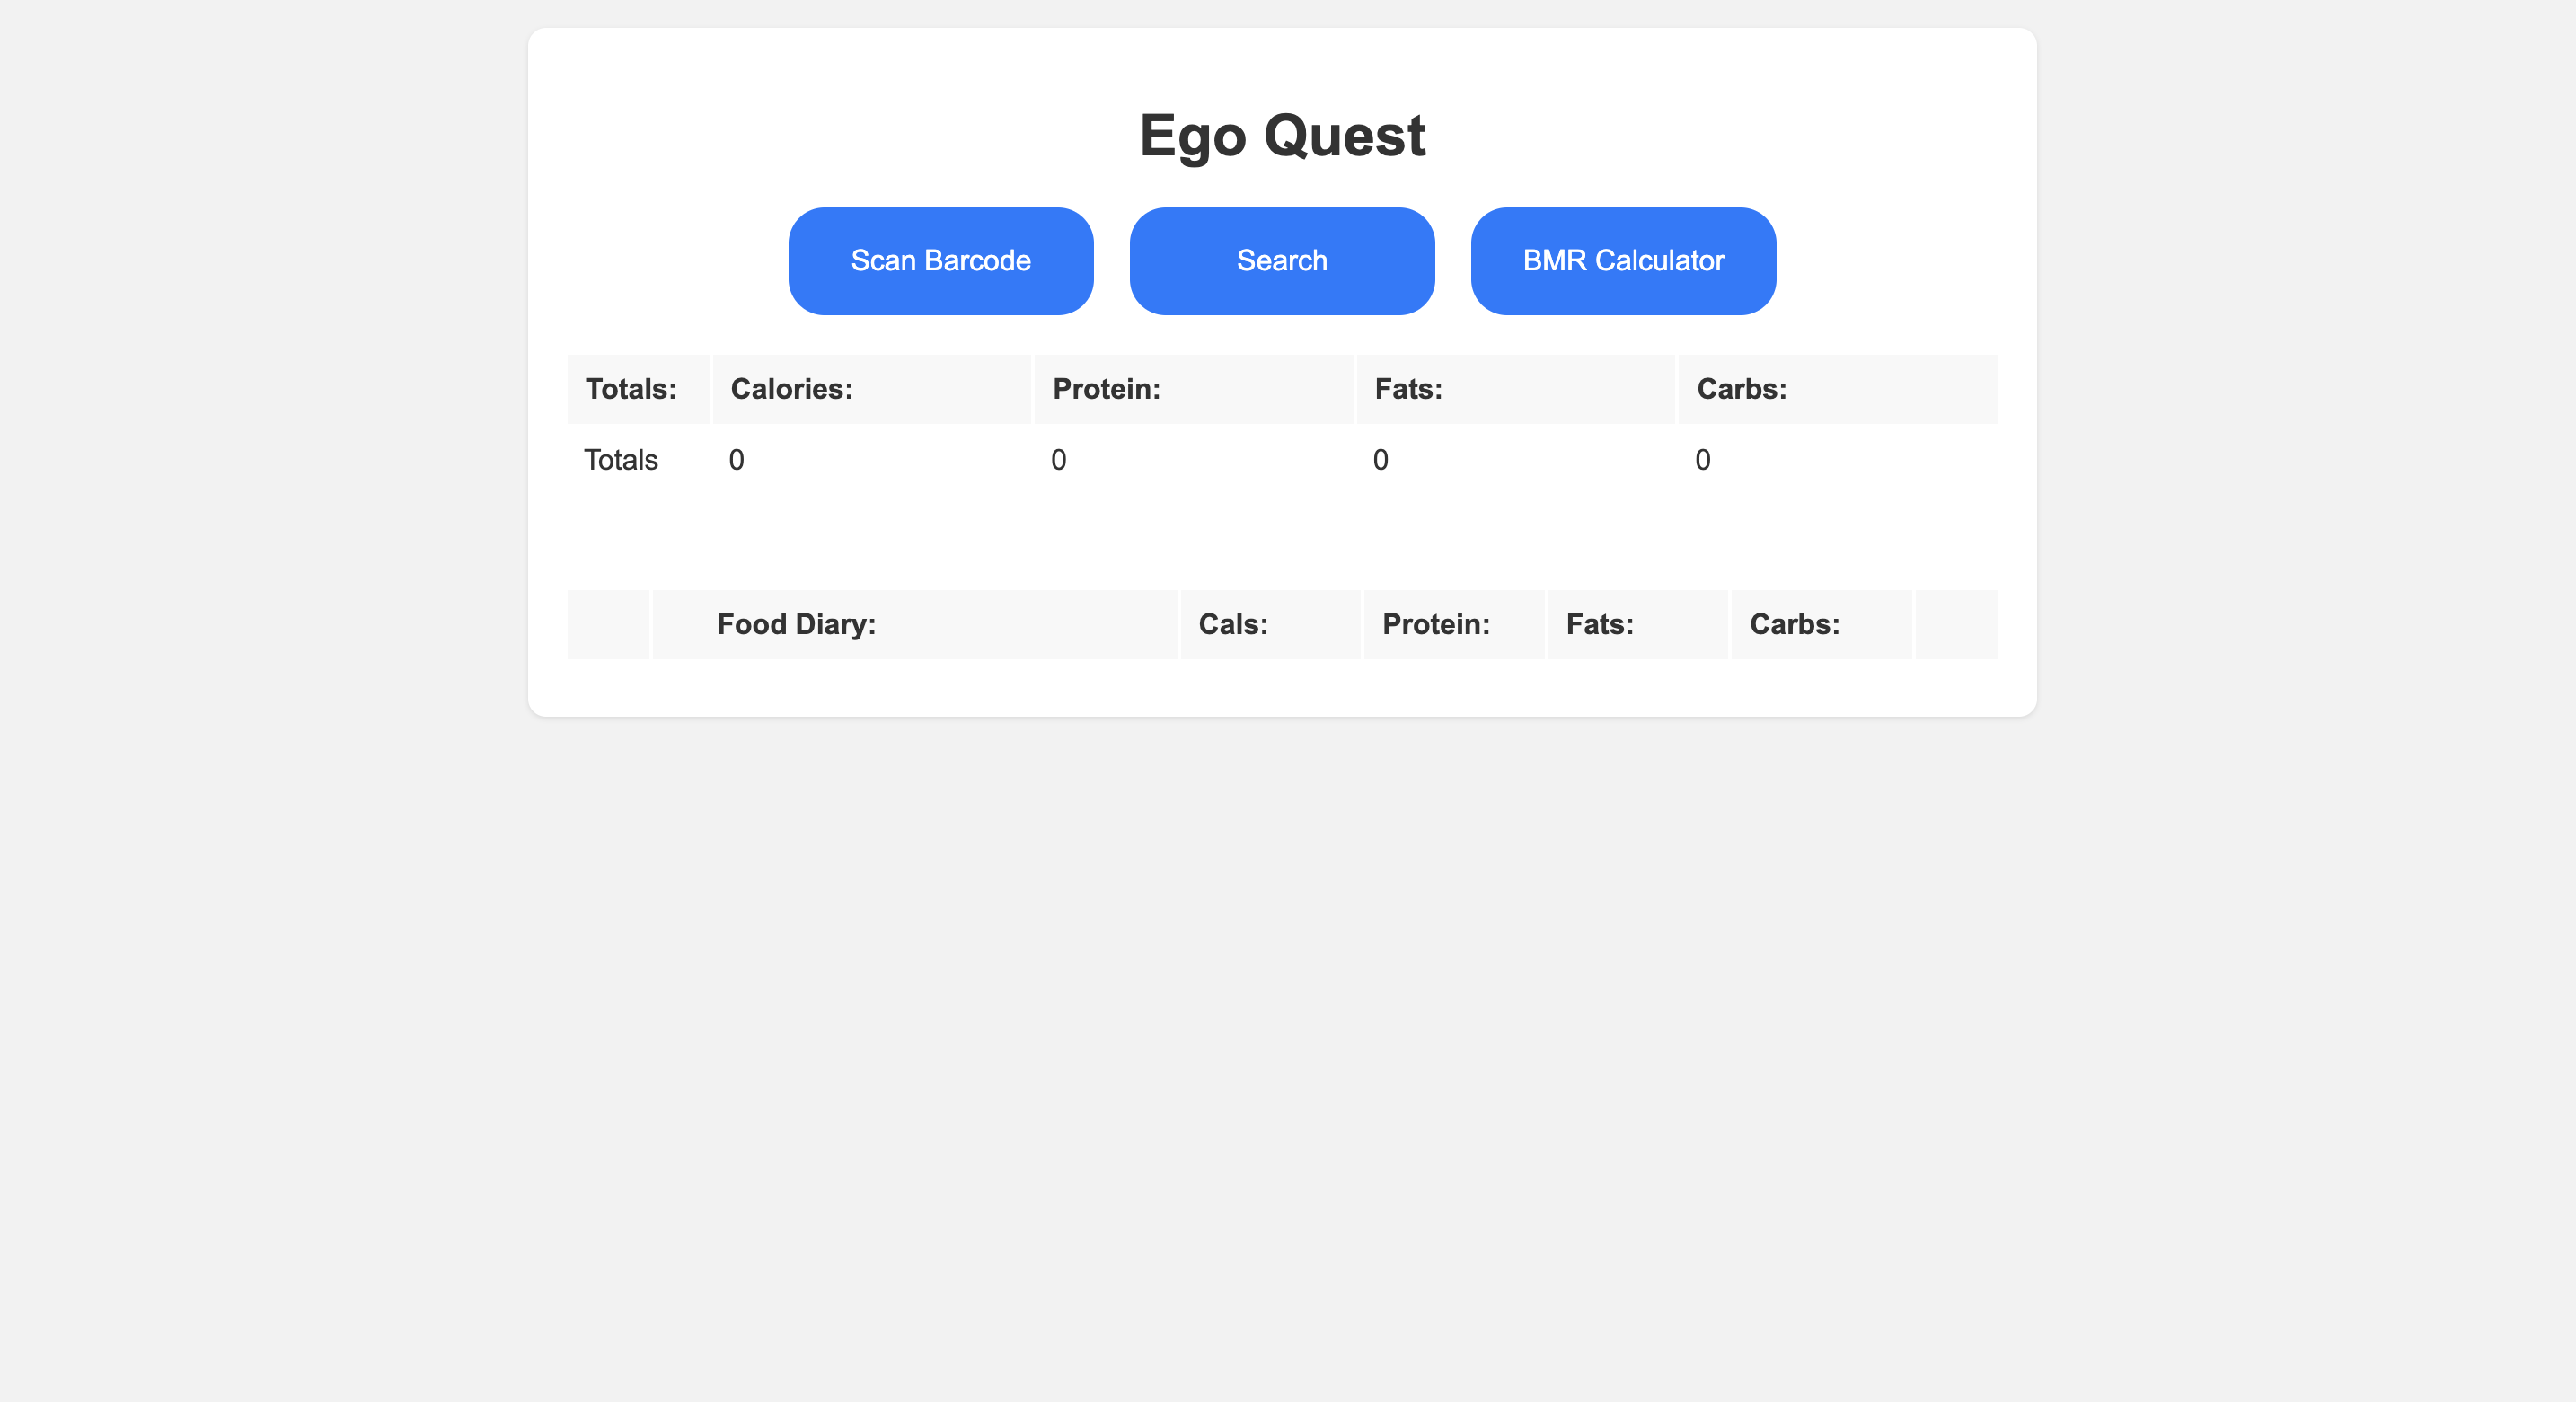 Ego Quest
Scan Barcode Search BMR Calculator
Totals: Calories: Protein: Fats: Carbs:
Totals 0 0 0 0
Food Diary: Cals: Protein: Fats: Carbs: